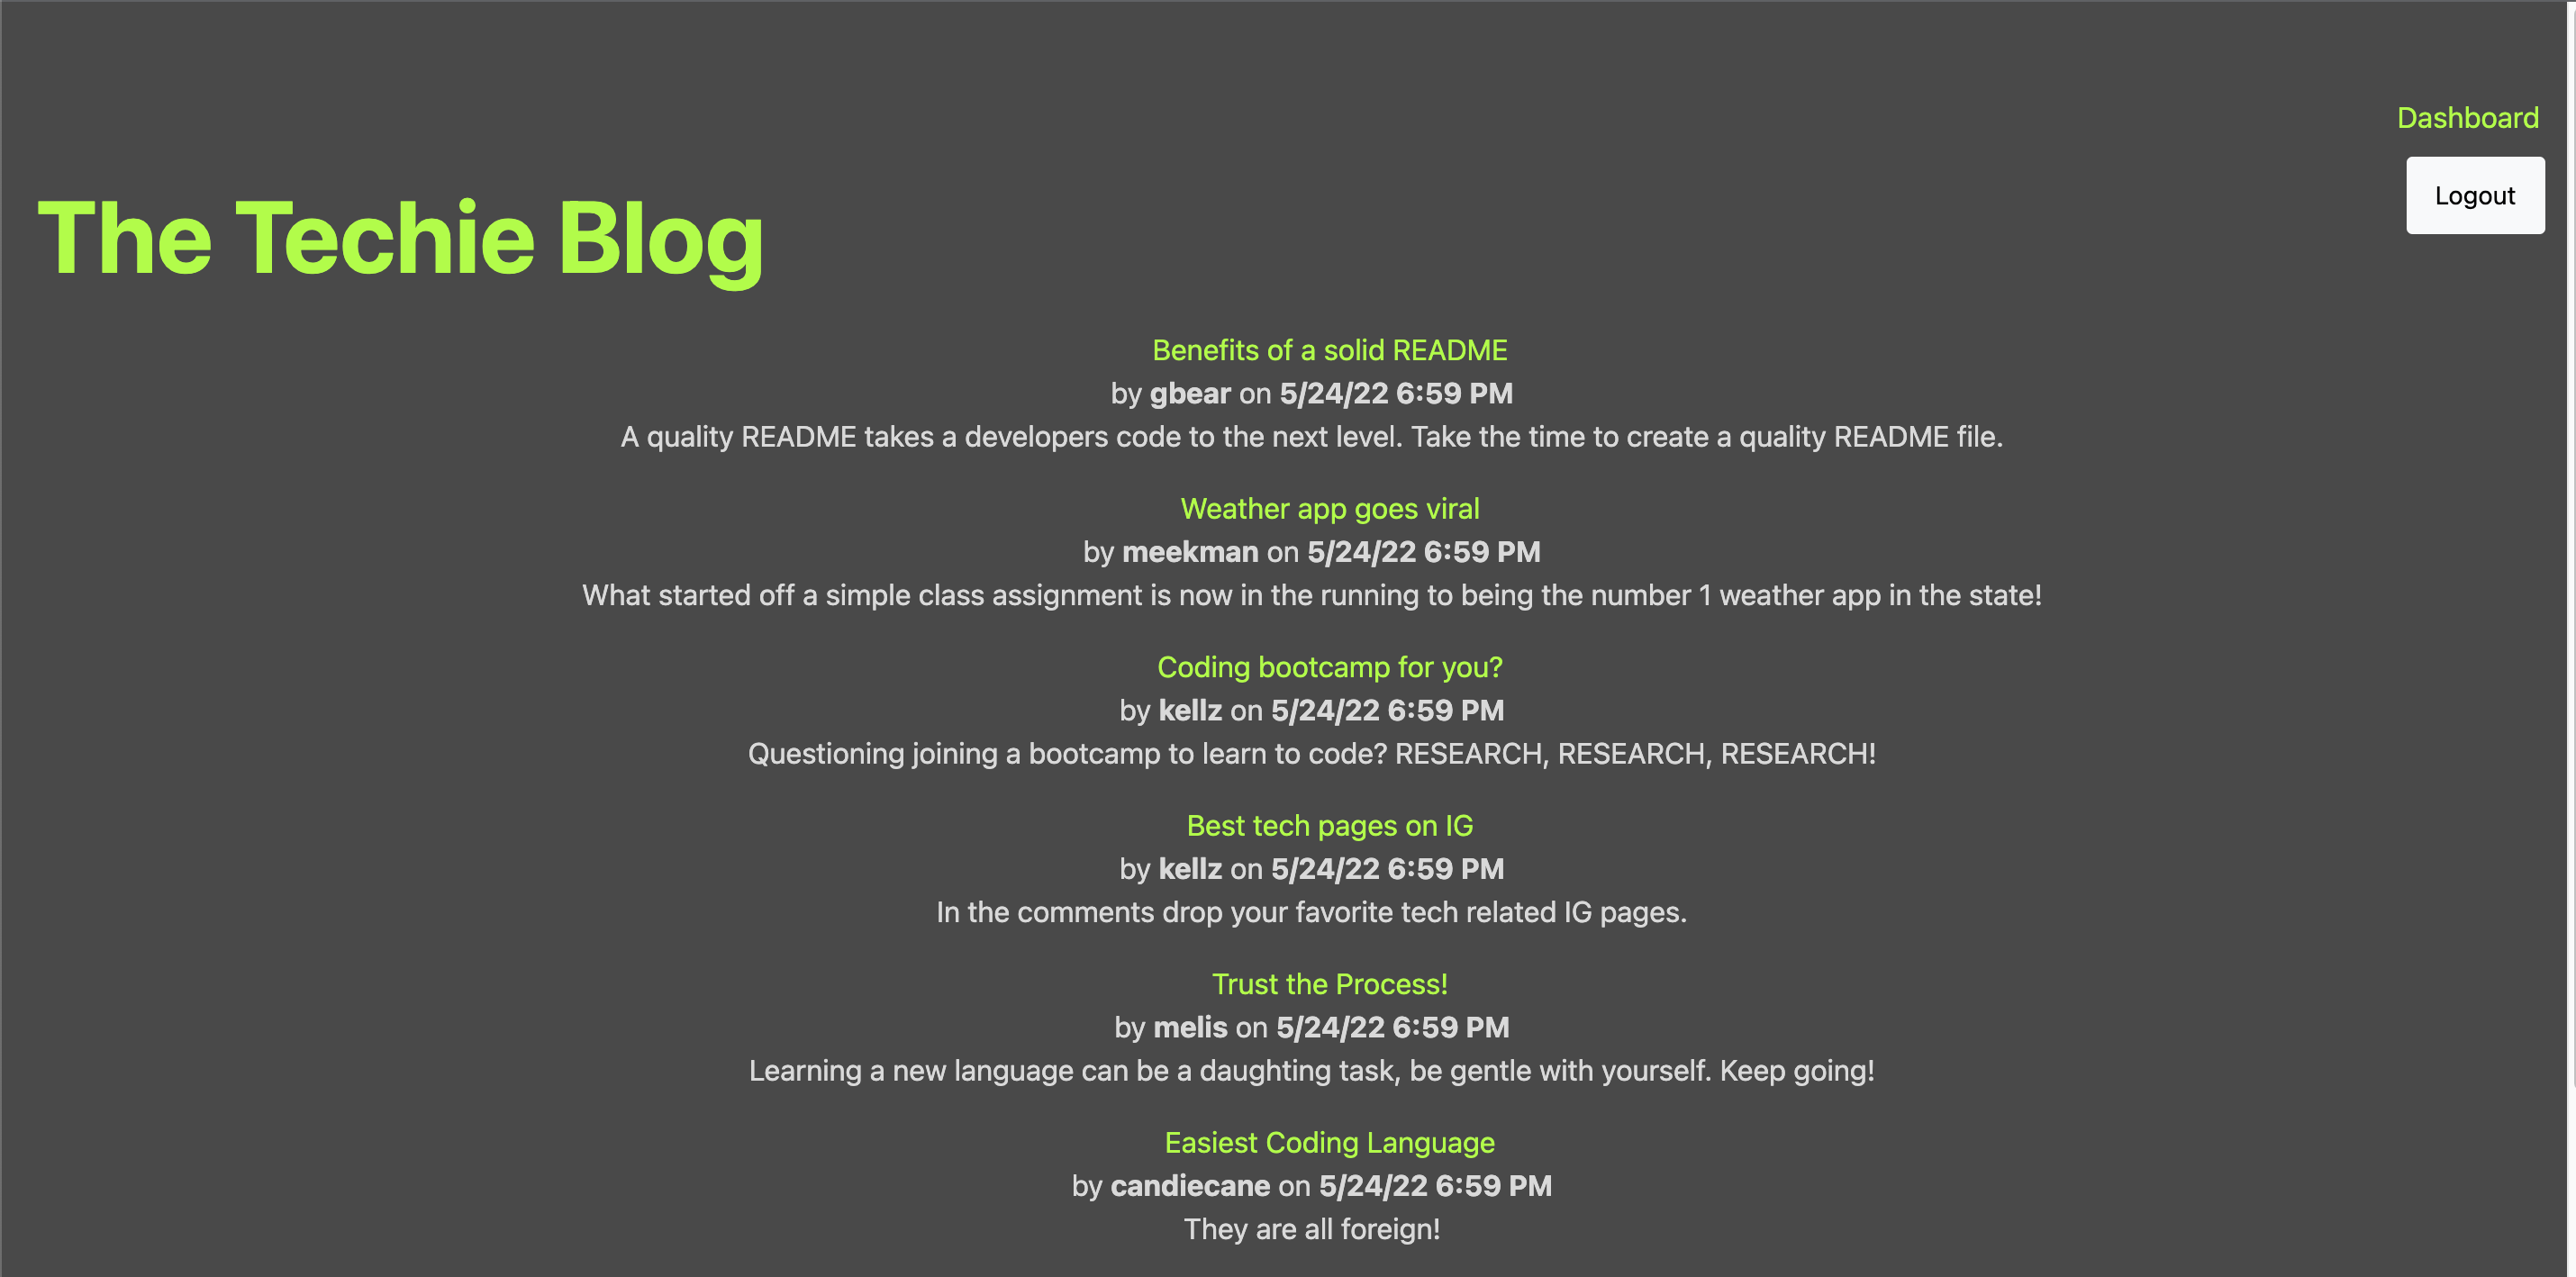 Dashboard
Logout
The Techie Blog
Benefits of a solid README
by gbear on 5/24/22 6:59 PM
A quality README takes a developers code to the next level. Take the time to create a quality README file.
Weather app goes viral
by meekman on 5/24/22 6:59 PM
What started off a simple class assignment is now in the running to being the number 1 weather app in the state!
Coding bootcamp for you?
by kellz on 5/24/22 6:59 PM
Questioning joining a bootcamp to learn to code? RESEARCH, RESEARCH, RESEARCH!
Best tech pages on IG
by kellz on 5/24/22 6:59 PM
In the comments drop your favorite tech related IG pages.
Trust the Process!
by melis on 5/24/22 6:59 PM
Learning a new language can be a daughting task, be gentle with yourself. Keep going!
Easiest Coding Language
by candiecane on 5/24/22 6:59 PM
They are all foreign!